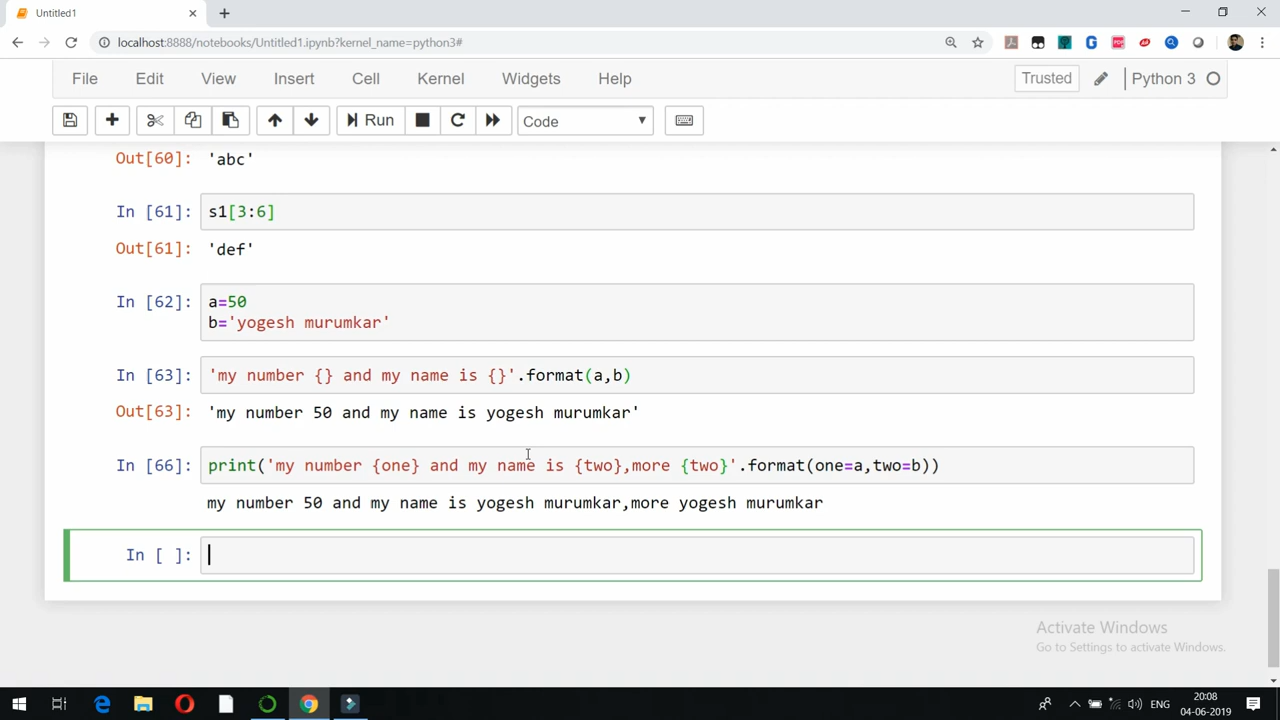 Untitled1
localhost:8888/notebooks/Untitled1.ipynb?kernel_name=python3#
File Edit View Insert Cell Kernel Widgets Help Trusted Python 3
Run Code
Out[60]: 'abc'
In [61]: s1[3:6]
Out[61]: 'def'
In [62]: a=50
b='yogesh murumkar'
In [63]: 'my number {} and my name is {}'.format(a,b)
Out[63]: 'my number 50 and my name is yogesh murumkar'
In [66]: print('my number {one} and my name is {two},more {two}'.format(one=a,two=b))
my number 50 and my name is yogesh murumkar,more yogesh murumkar
In [ ]:
Activate Windows
Go to Settings to activate Windows.
ENG 20:08
04-06-2019